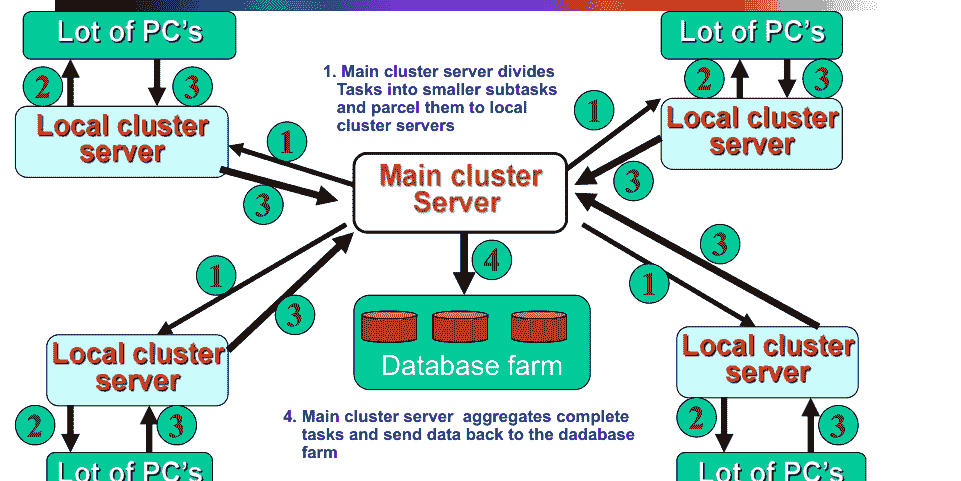 Lot of PC's
Lot of PC's
2
3
2
3
1. Main cluster server divides
Tasks into smaller subtasks
and parcel them to local
cluster servers
1
Local cluster
server
Local cluster
server
1
3
Main cluster
Server
3
4
3
1
1
3
Database farm
Local cluster
server
Local cluster
server
2
3
4. Main cluster server aggregates complete
tasks and send data back to the dadabase
farm
2
3
Lot of PC's
Lot of PC's